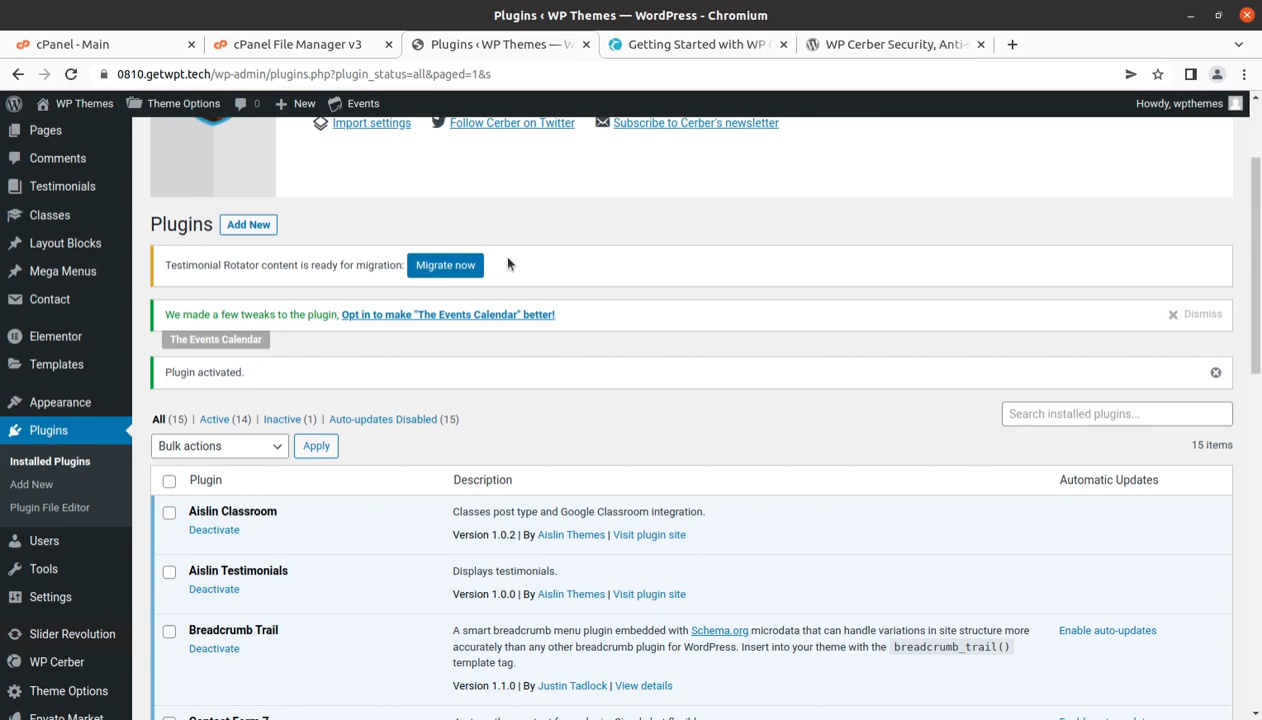 Plugins ‹ WP Themes — WordPress - Chromium
cPanel - Main
cPanel File Manager v3
Plugins ‹ WP Themes — W
Getting Started with WP
WP Cerber Security, Anti-
0810.getwpt.tech/wp-admin/plugins.php?plugin_status=all&paged=1&s
WP Themes
Theme Options
0
New
Events
Howdy, wpthemes
Pages
Comments
Testimonials
Classes
Layout Blocks
Mega Menus
Contact
Elementor
Templates
Appearance
Plugins
Installed Plugins
Add New
Plugin File Editor
Users
Tools
Settings
Slider Revolution
WP Cerber
Theme Options
Envato Market
Import settings
Follow Cerber on Twitter
Subscribe to Cerber's newsletter
Plugins
Add New
Testimonial Rotator content is ready for migration:
Migrate now
We made a few tweaks to the plugin, Opt in to make "The Events Calendar" better!
Dismiss
The Events Calendar
Plugin activated.
All (15) | Active (14) | Inactive (1) | Auto-updates Disabled (15)
Search installed plugins...
Bulk actions
Apply
15 items
Plugin
Description
Automatic Updates
Aislin Classroom
Deactivate
Classes post type and Google Classroom integration.
Version 1.0.2 | By Aislin Themes | Visit plugin site
Aislin Testimonials
Deactivate
Displays testimonials.
Version 1.0.0 | By Aislin Themes | Visit plugin site
Breadcrumb Trail
Deactivate
A smart breadcrumb menu plugin embedded with Schema.org microdata that can handle variations in site structure more
accurately than any other breadcrumb plugin for WordPress. Insert into your theme with the breadcrumb_trail()
template tag.
Version 1.1.0 | By Justin Tadlock | View details
Enable auto-updates
Contact Form 7